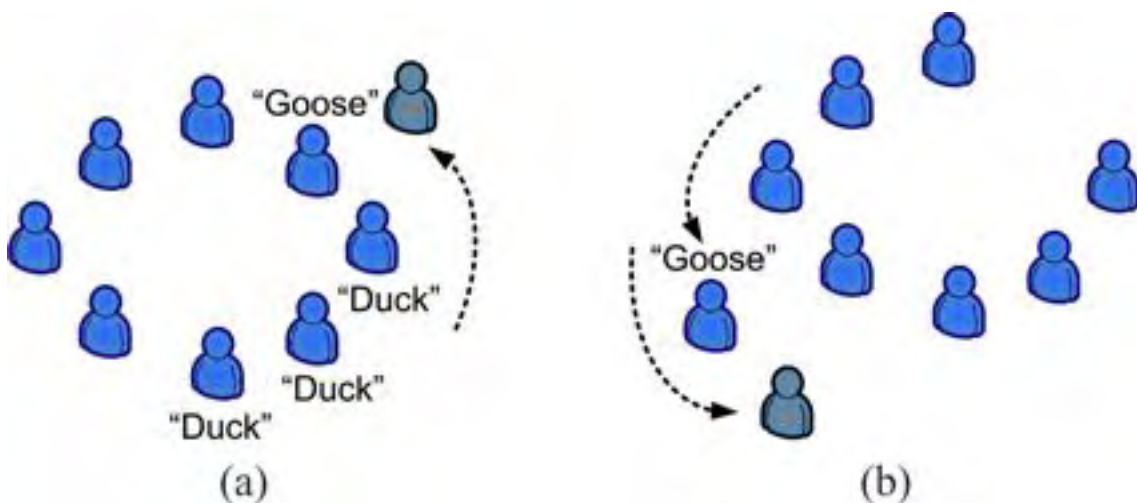 “Goose”
“Duck”
“Duck”
“Duck”
(a)
“Goose”
(b)